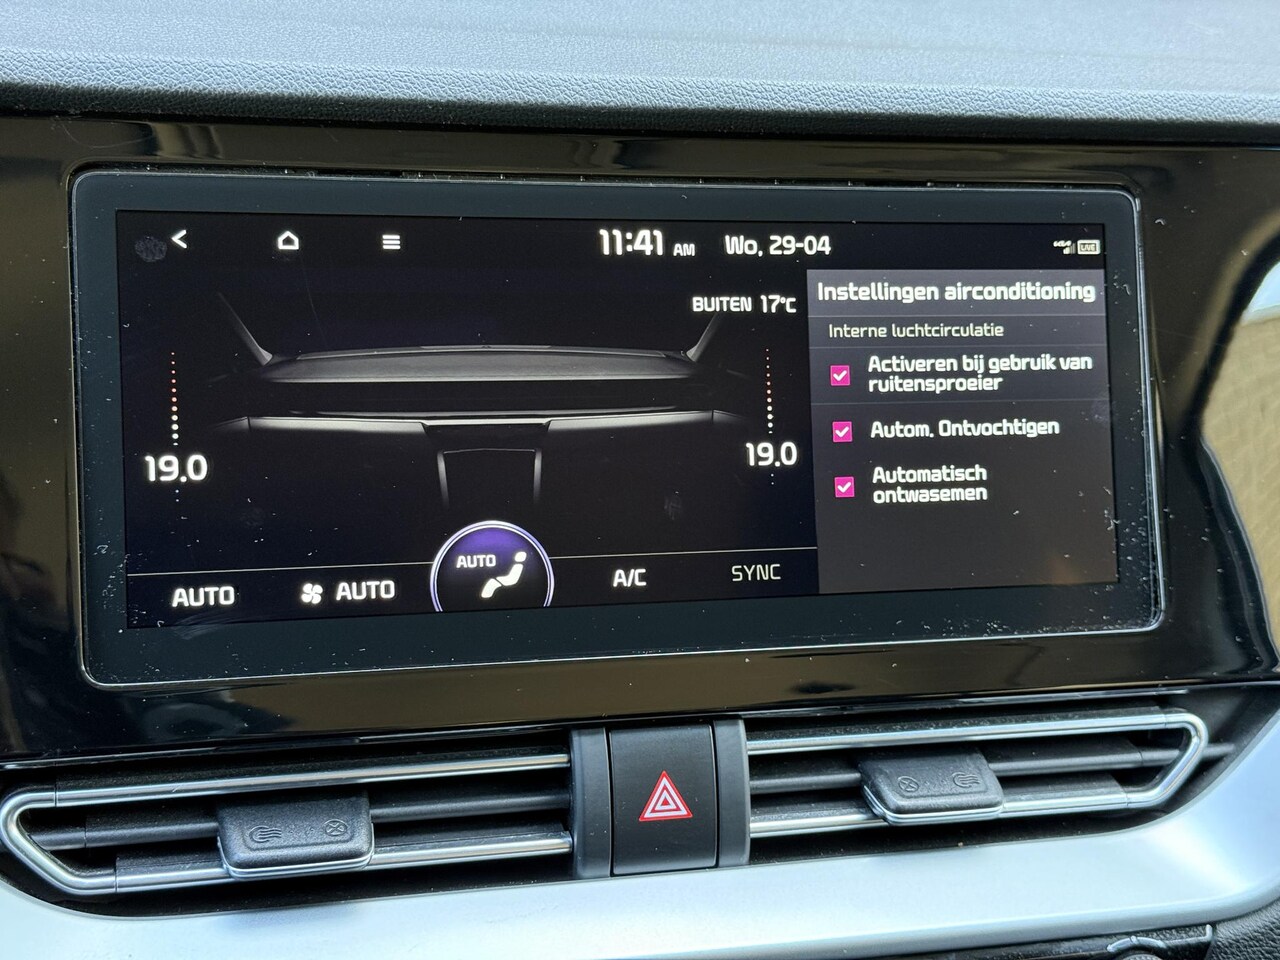 11:41 AM Wo, 29-04
LIVE
BUITEN 17°C
Instellingen airconditioning
Interne luchtcirculatie
Activeren bij gebruik van
ruitensproeier
Autom. Ontvochtigen
Automatisch
ontwasemen
19.0
19.0
AUTO
AUTO
AUTO
A/C
SYNC